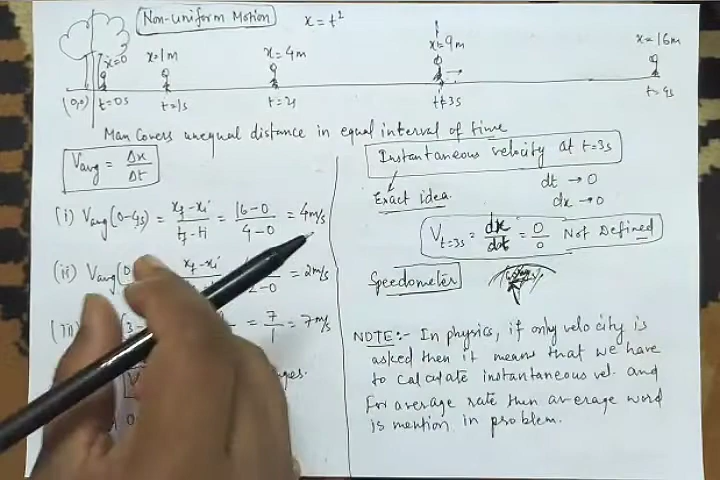 Non-uniform Motion
x = t²
x=0
x=1m
x=4m
x=9m
x=16m
(0,0)
t=0s
t=1s
t=2s
t=3s
t=4s
Man Covers unequal distance in equal interval of time
Vavg = Δx/Δt
(i) Vavg(0-4s) = xf-xi/tf-ti = 16-0/4-0 = 4m/s
(ii) Vavg(0 xf-xi 2-0 = 2m/s
(iii) (3- = 7/1 = 7m/s
Instantaneous velocity at t=3s
Exact idea.
dt → 0
dx → 0
Vt=3s = dx/dt = 0/0 Not Defined
Speedometer
NOTE:- In physics, if only velocity is
asked then it means that we have
to calculate instantaneous vel. and
For average rate then average word
is mention in problem.